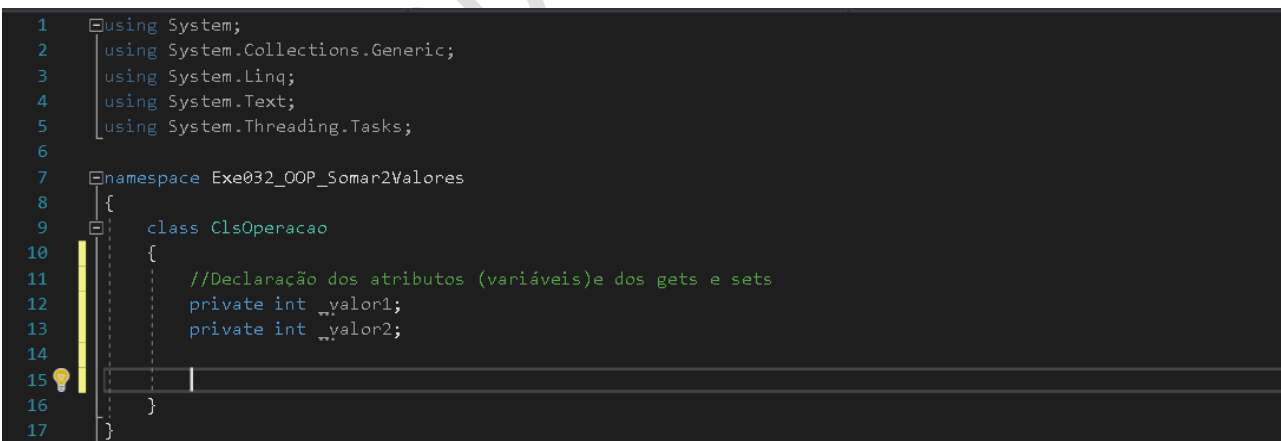 1 using System;
2 using System.Collections.Generic;
3 using System.Linq;
4 using System.Text;
5 using System.Threading.Tasks;
6
7 namespace Exe032_OOP_Somar2Valores
8 {
9 class ClsOperacao
10 {
11 //Declaração dos atributos (variáveis)e dos gets e sets
12 private int _valor1;
13 private int _valor2;
14
15
16 }
17 }